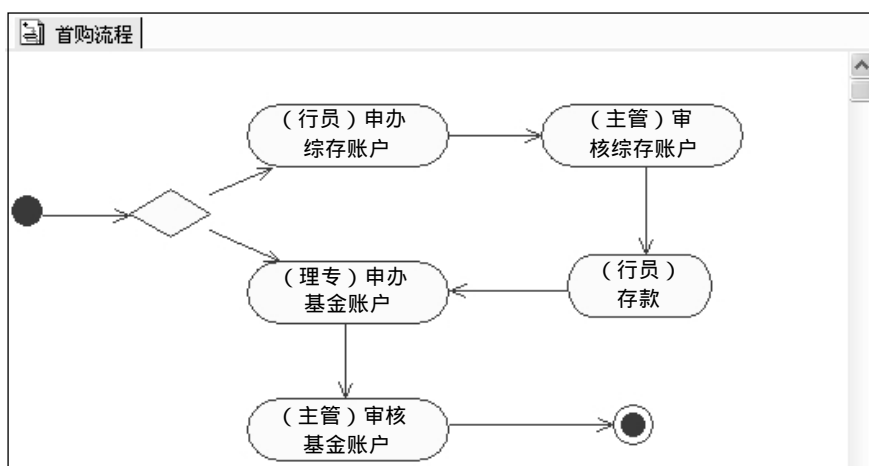 首购流程
（行员）申办
综存账户
（主管）审
核综存账户
（理专）申办
基金账户
（行员）
存款
（主管）审核
基金账户